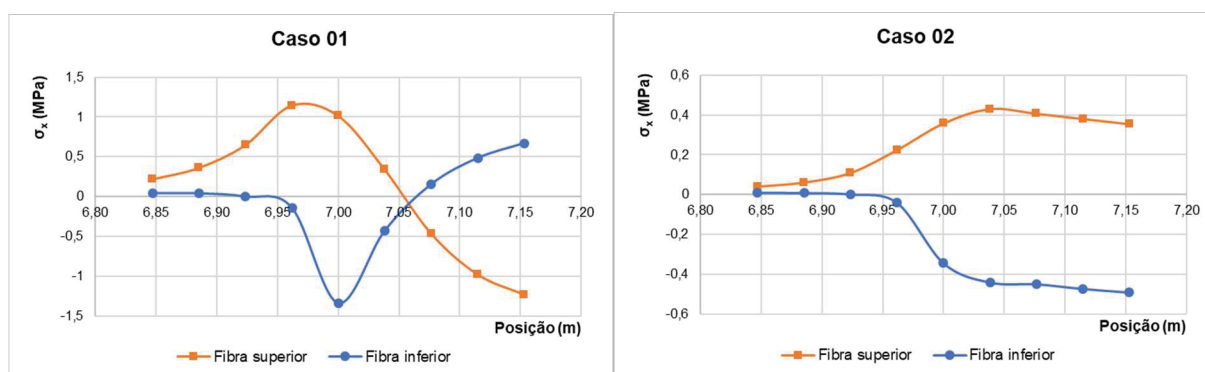 Caso 01
σx (MPa)
1,5
1
0,5
0
-0,5
-1
-1,5
6,80 6,85 6,90 6,95 7,00 7,05 7,10 7,15 7,20
Posição (m)
Fibra superior Fibra inferior
Caso 02
σx (MPa)
0,6
0,4
0,2
0
-0,2
-0,4
-0,6
6,80 6,85 6,90 6,95 7,00 7,05 7,10 7,15 7,20
Posição (m)
Fibra superior Fibra inferior